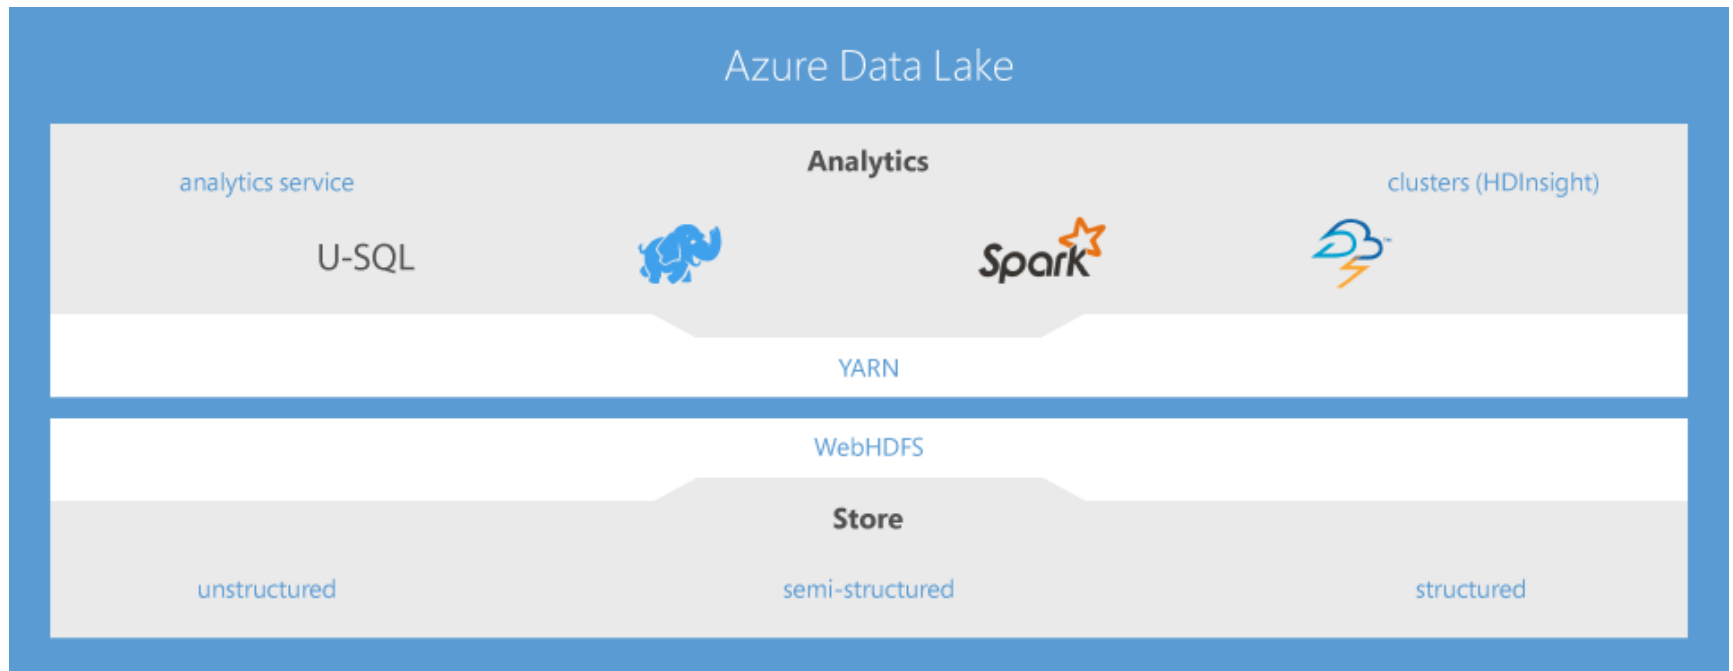 Azure Data Lake
Analytics
analytics service
clusters (HDInsight)
U-SQL
Spark
YARN
WebHDFS
Store
unstructured
semi-structured
structured